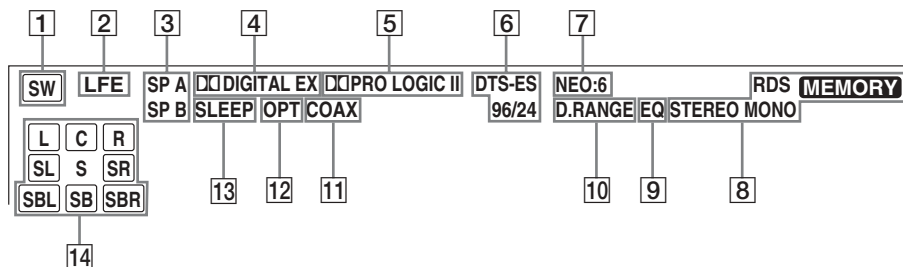 1 2 3 4 5 6 7
SW LFE SP A DIGITAL EX PRO LOGIC II DTS-ES NEO:6 RDS MEMORY
SP B SLEEP OPT COAX 96/24 D.RANGE EQ STEREO MONO
L C R
SL S SR
SBL SB SBR
13 12 11 10 9 8
14